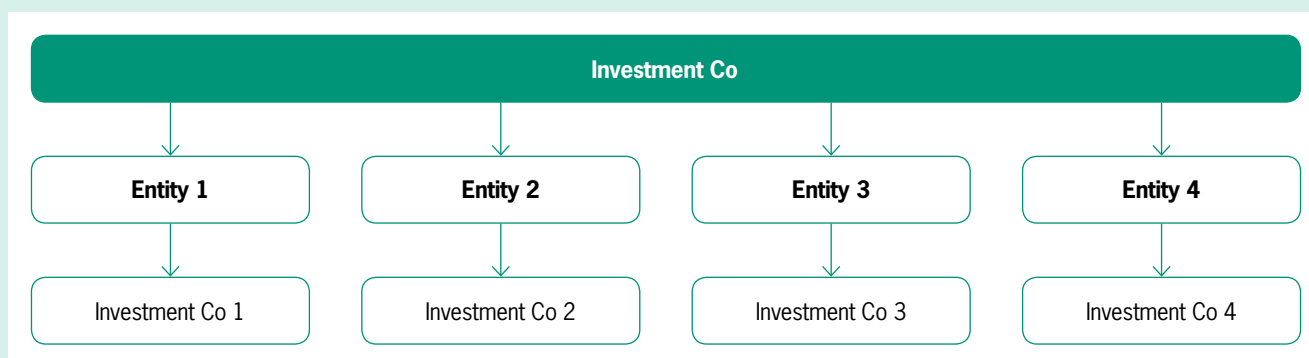 Investment Co
Entity 1
Entity 2
Entity 3
Entity 4
Investment Co 1
Investment Co 2
Investment Co 3
Investment Co 4